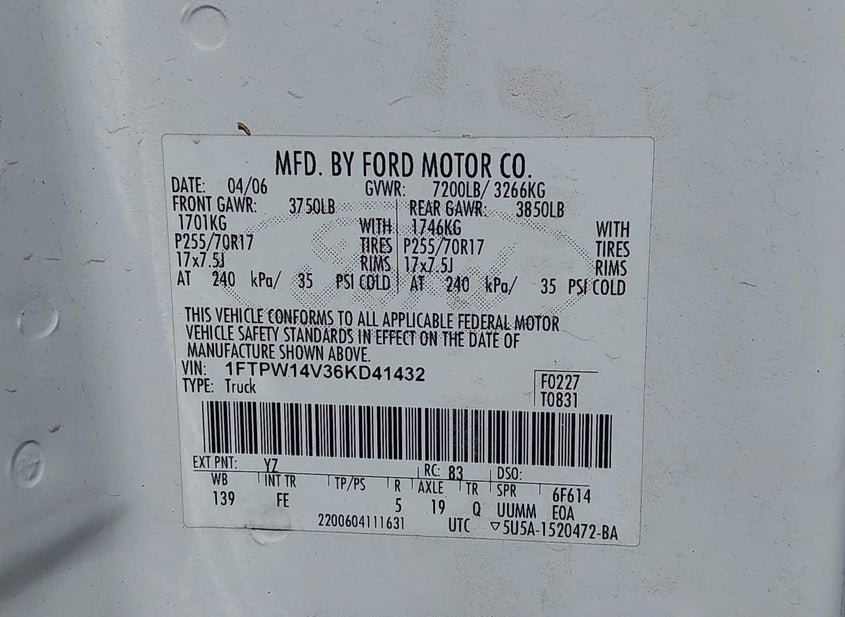 MFD. BY FORD MOTOR CO.
DATE: 04/06 GVWR: 7200LB/ 3266KG
FRONT GAWR: 3750LB REAR GAWR: 3850LB
1701KG WITH 1746KG WITH
P255/70R17 TIRES P255/70R17 TIRES
17x7.5J RIMS 17x7.5J RIMS
AT 240 kPa/ 35 PSI COLD AT 240 kPa/ 35 PSI COLD
THIS VEHICLE CONFORMS TO ALL APPLICABLE FEDERAL MOTOR
VEHICLE SAFETY STANDARDS IN EFFECT ON THE DATE OF
MANUFACTURE SHOWN ABOVE.
VIN: 1FTPW14V36KD41432 F0227
TYPE: Truck T0831
EXT PNT: YZ RC: 83 DSO:
WB INT TR TP/PS R AXLE TR SPR 6F614
139 FE 5 19 Q UUMM EOA
2200604111631 UTC ▽5U5A-1520472-BA